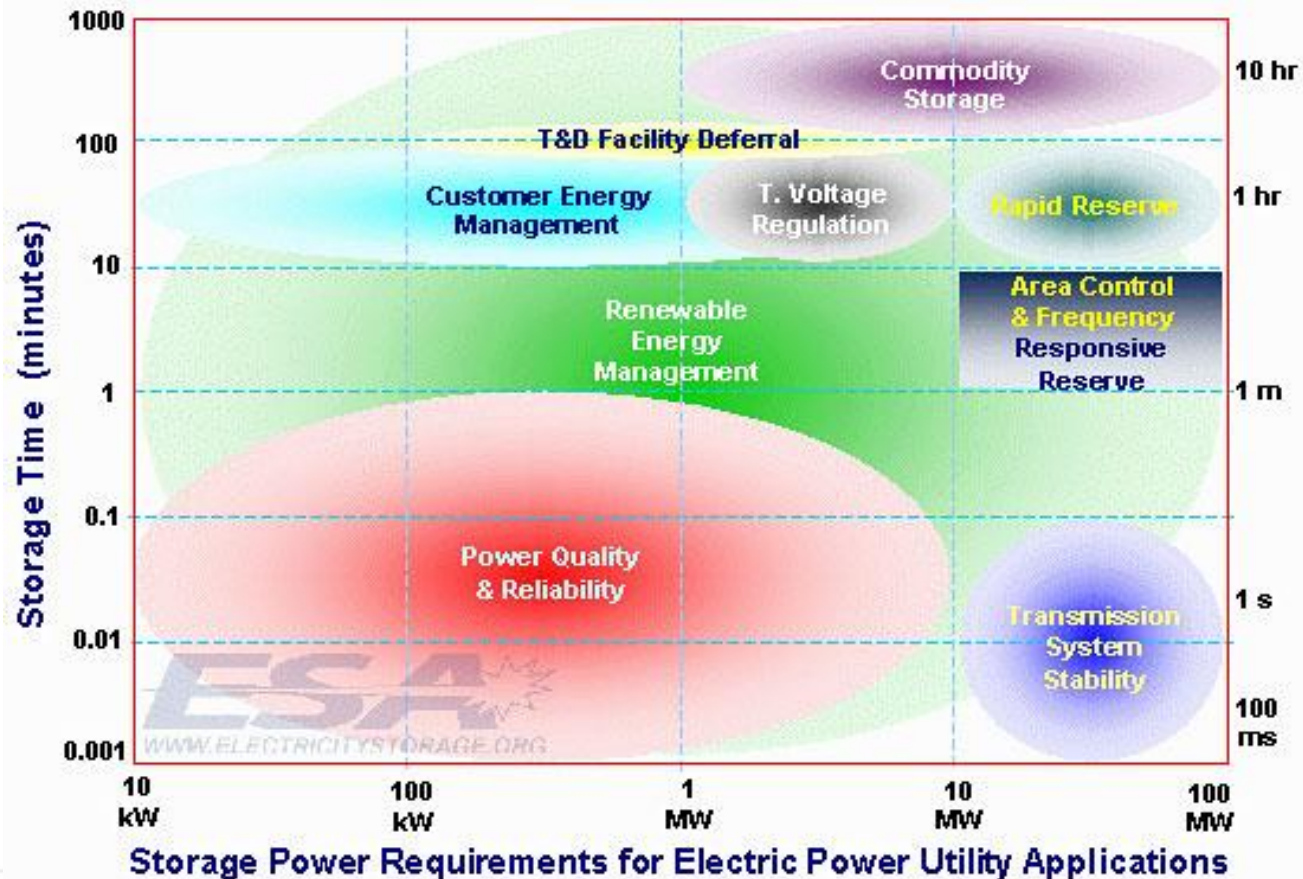 1000
100
10
1
0.1
0.01
0.001
Storage Time (minutes)
Commodity
Storage
T&D Facility Deferral
Customer Energy
Management
T. Voltage
Regulation
Rapid Reserve
Renewable
Energy
Management
Area Control
& Frequency
Responsive
Reserve
Power Quality
& Reliability
Transmission
System
Stability
ESA
WWW.ELECTRICITYSTORAGE.ORG
10 hr
1 hr
1 m
1 s
100
ms
10
kW
100
kW
1
MW
10
MW
100
MW
Storage Power Requirements for Electric Power Utility Applications